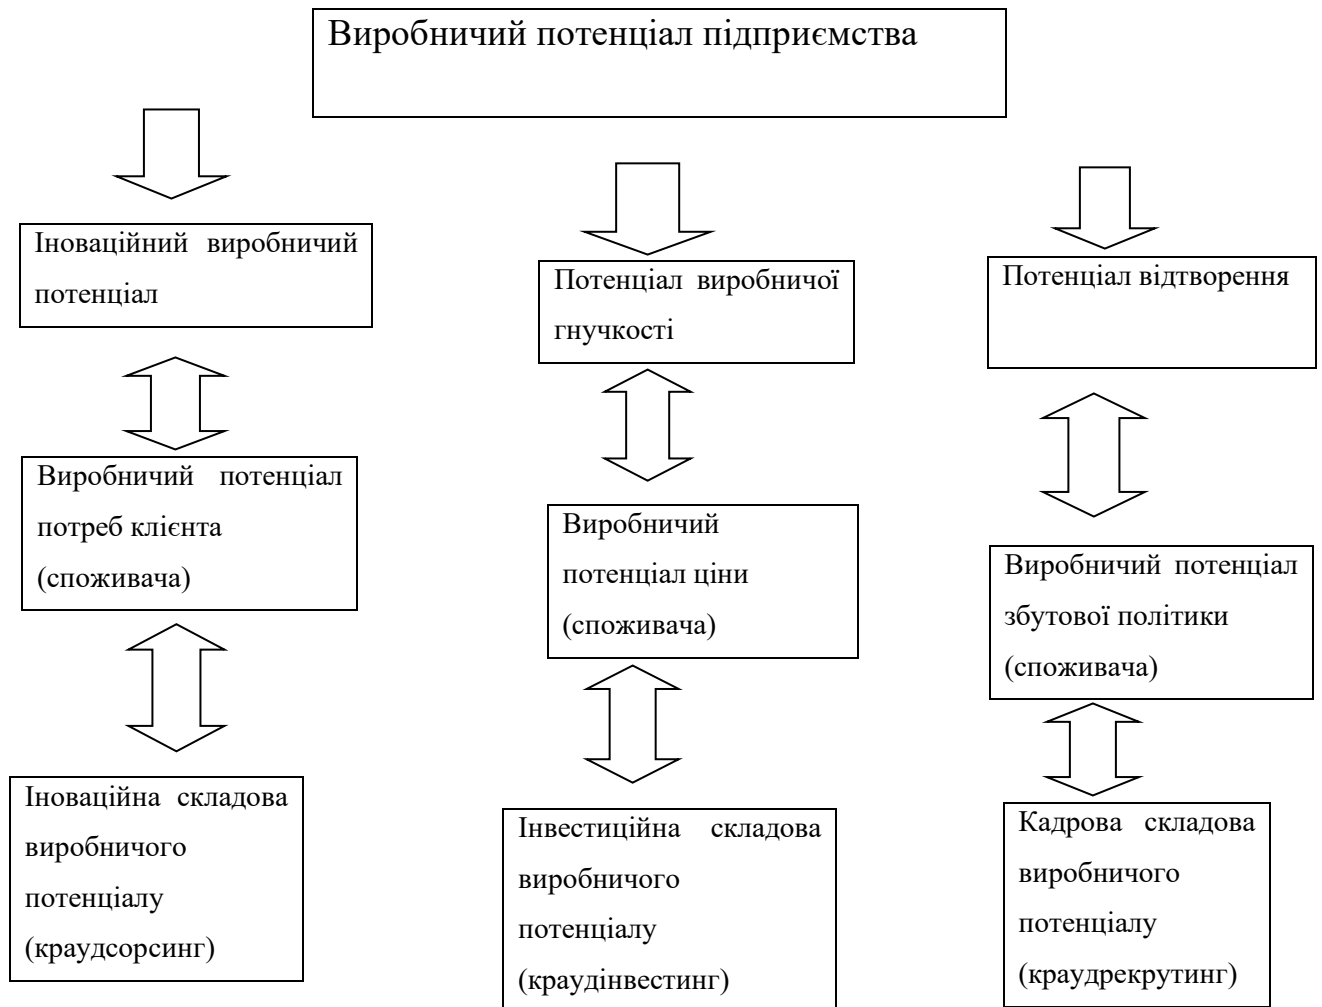 Виробничий потенціал підприємства
Іноваційний виробничий
потенціал
Потенціал виробничої
гнучкості
Потенціал відтворення
Виробничий потенціал
потреб клієнта
(споживача)
Виробничий
потенціал ціни
(споживача)
Виробничий потенціал
збутової політики
(споживача)
Іноваційна складова
виробничого
потенціалу
(краудсорсинг)
Інвестиційна складова
виробничого
потенціалу
(краудінвестинг)
Кадрова складова
виробничого
потенціалу
(краудрекрутинг)